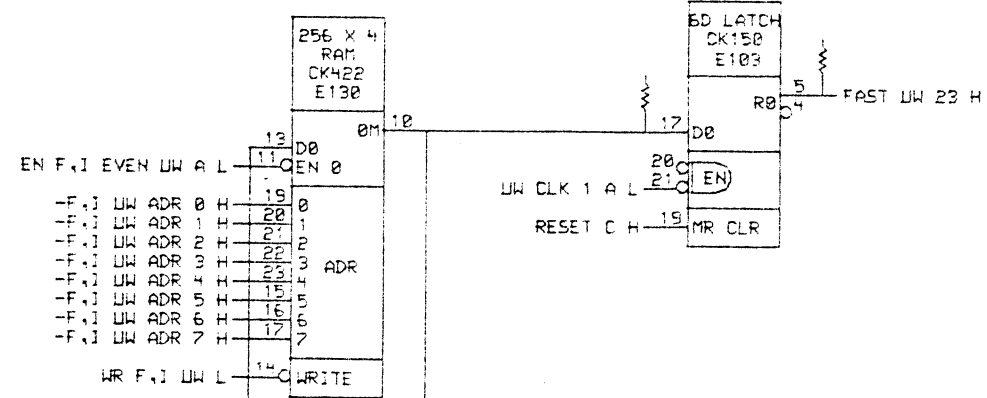 256 X 4
RAM
CK422
E130
0M 10
13 D0
EN F,I EVEN UW A L 11 EN 0
-F,I UW ADR 0 H 19 0
-F,I UW ADR 1 H 20 1
-F,I UW ADR 2 H 21 2
-F,I UW ADR 3 H 22 3
-F,I UW ADR 4 H 23 4
-F,I UW ADR 5 H 15 5
-F,I UW ADR 6 H 16 6
-F,I UW ADR 7 H 17 7
ADR
WR F,I UW L 14 WRITE
6D LATCH
CK150
E103
R0 5 FAST UW 23 H
4
17 D0
20
UW CLK 1 A L 21 EN
RESET C H 19 MR CLR